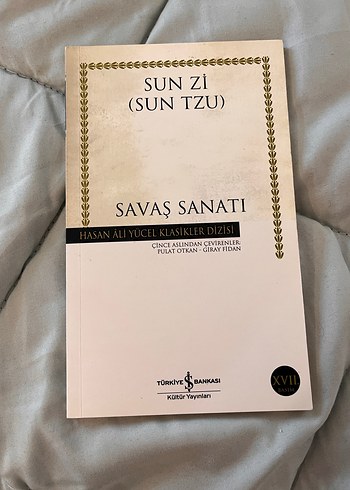 SUN Zİ
(SUN TZU)
SAVAŞ SANATI
HASAN ÂLİ YÜCEL KLASİKLER DİZİSİ
ÇİNCE ASLINDAN ÇEVİRENLER:
PULAT OTKAN - GİRAY FİDAN
TÜRKİYE İŞ BANKASI
Kültür Yayınları
XVII